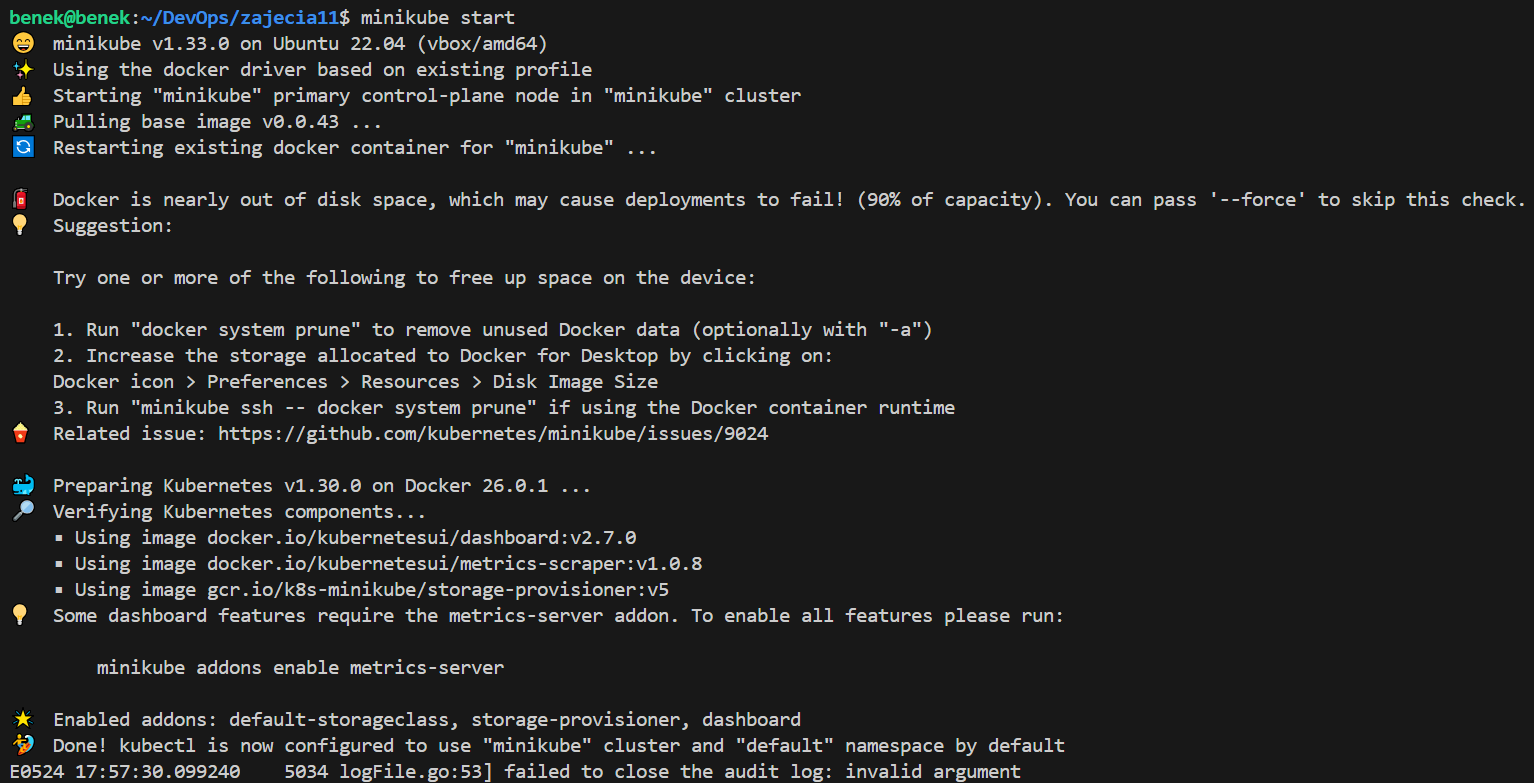 benek@benek:~/DevOps/zajecia11$ minikube start
😄  minikube v1.33.0 on Ubuntu 22.04 (vbox/amd64)
✨  Using the docker driver based on existing profile
👍  Starting "minikube" primary control-plane node in "minikube" cluster
🚜  Pulling base image v0.0.43 ...
🔄  Restarting existing docker container for "minikube" ...
🧯  Docker is nearly out of disk space, which may cause deployments to fail! (90% of capacity). You can pass '--force' to skip this check.
💡  Suggestion:
Try one or more of the following to free up space on the device:
1. Run "docker system prune" to remove unused Docker data (optionally with "-a")
2. Increase the storage allocated to Docker for Desktop by clicking on:
Docker icon > Preferences > Resources > Disk Image Size
3. Run "minikube ssh -- docker system prune" if using the Docker container runtime
🍿  Related issue: https://github.com/kubernetes/minikube/issues/9024
🐳  Preparing Kubernetes v1.30.0 on Docker 26.0.1 ...
🔎  Verifying Kubernetes components...
▪ Using image docker.io/kubernetesui/dashboard:v2.7.0
▪ Using image docker.io/kubernetesui/metrics-scraper:v1.0.8
▪ Using image gcr.io/k8s-minikube/storage-provisioner:v5
💡  Some dashboard features require the metrics-server addon. To enable all features please run:
minikube addons enable metrics-server
🌟  Enabled addons: default-storageclass, storage-provisioner, dashboard
🏄  Done! kubectl is now configured to use "minikube" cluster and "default" namespace by default
E0524 17:57:30.099240    5034 logFile.go:53] failed to close the audit log: invalid argument